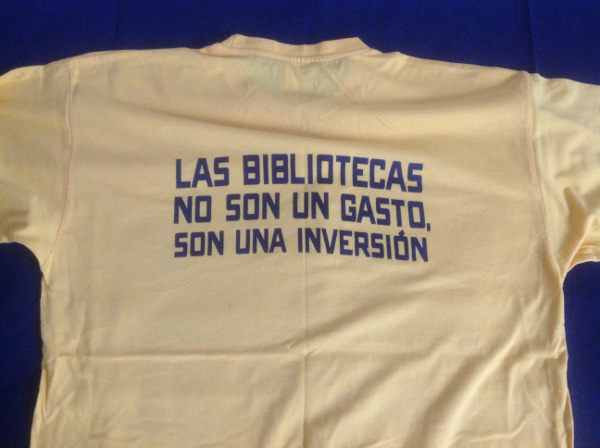 LAS BIBLIOTECAS
NO SON UN GASTO,
SON UNA INVERSIÓN